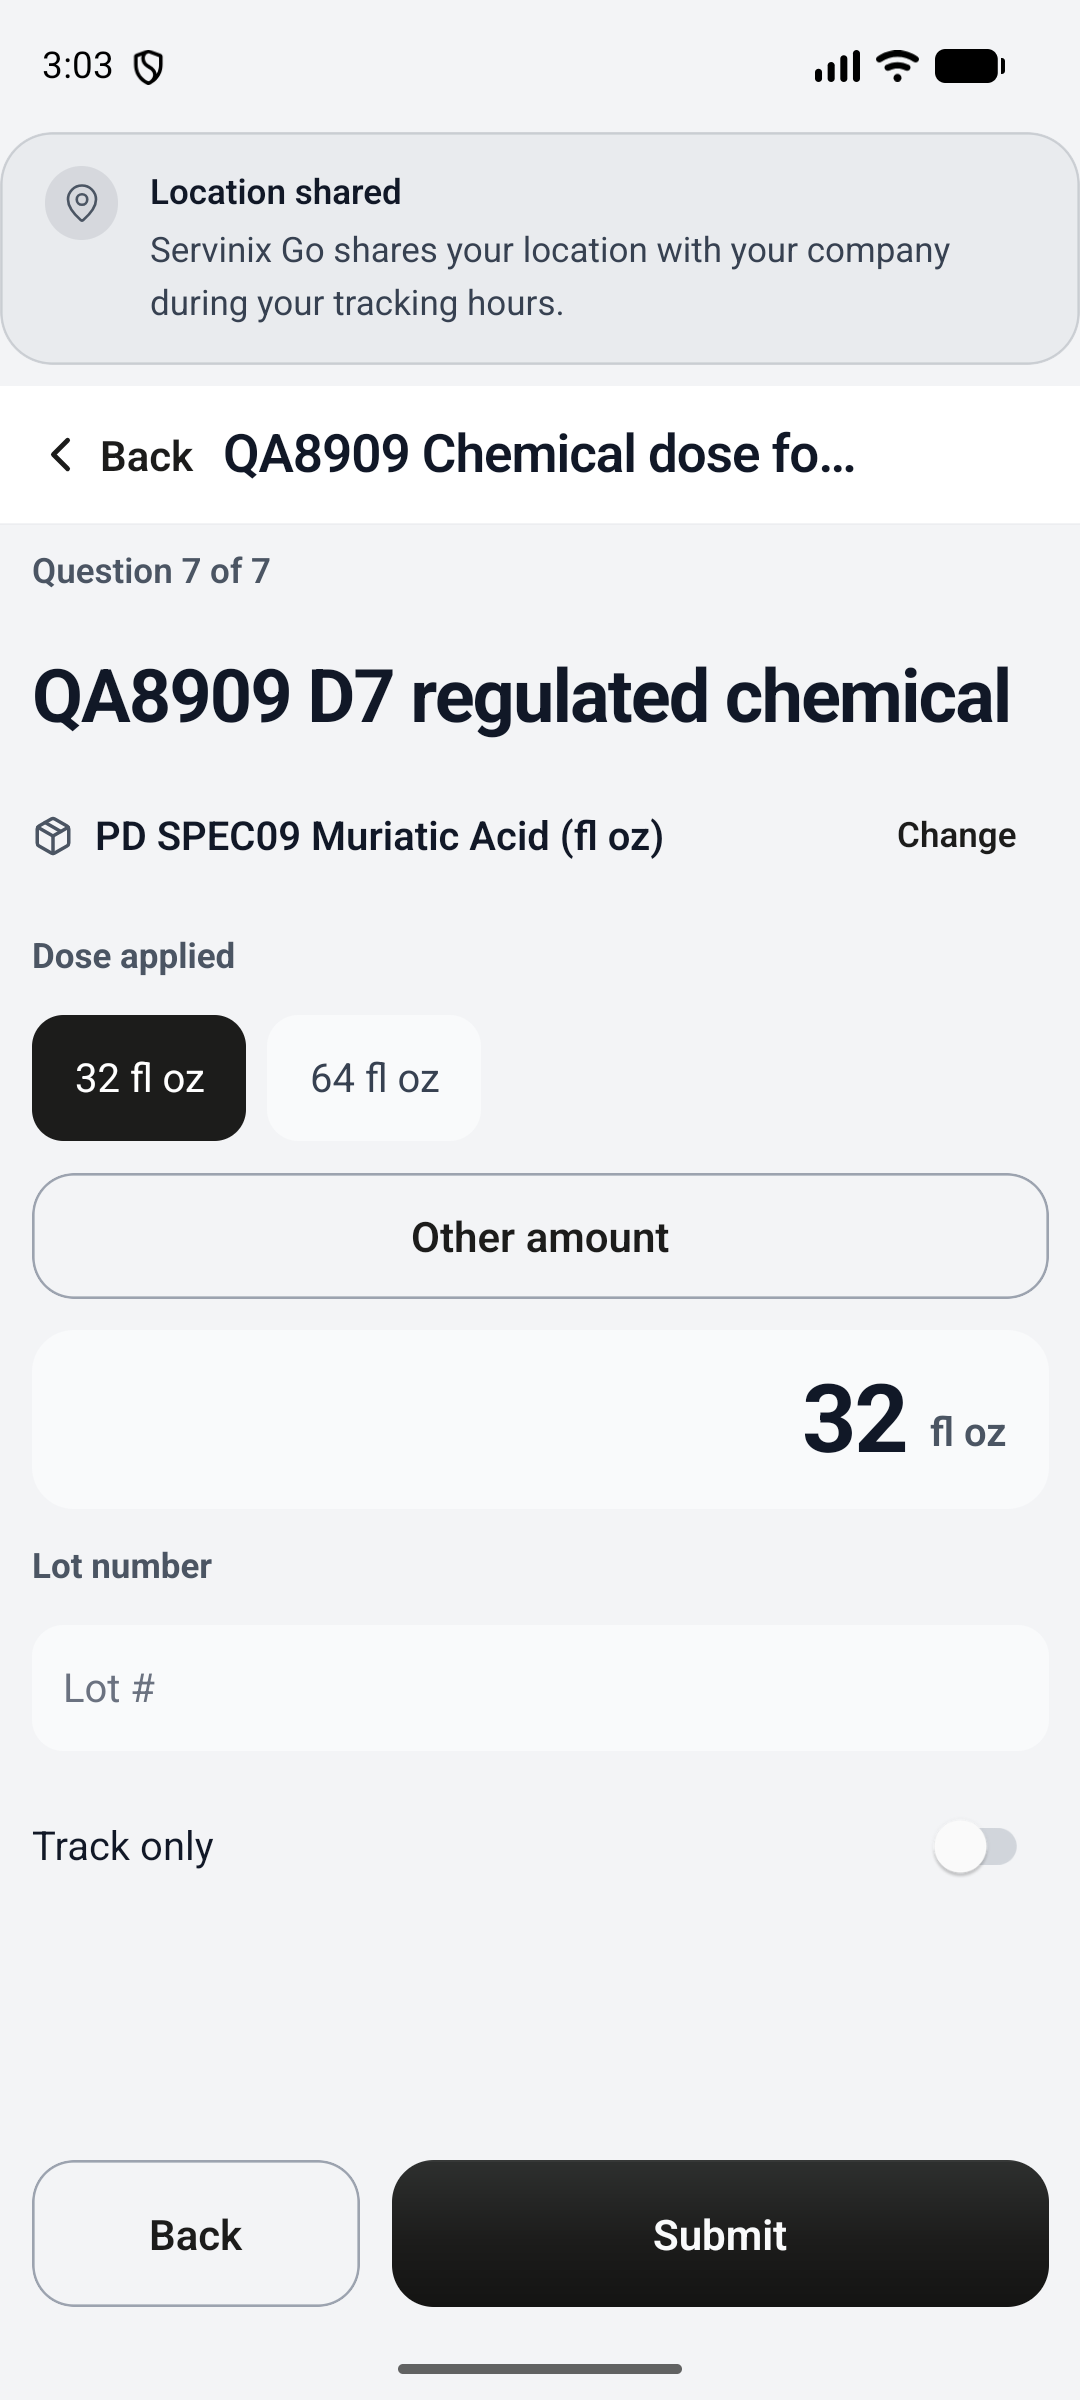 3:03
Location shared
Servinix Go shares your location with your company
during your tracking hours.
Back QA8909 Chemical dose fo...
Question 7 of 7
QA8909 D7 regulated chemical
PD SPEC09 Muriatic Acid (fl oz) Change
Dose applied
32 fl oz 64 fl oz
Other amount
32 fl oz
Lot number
Lot #
Track only
Back Submit